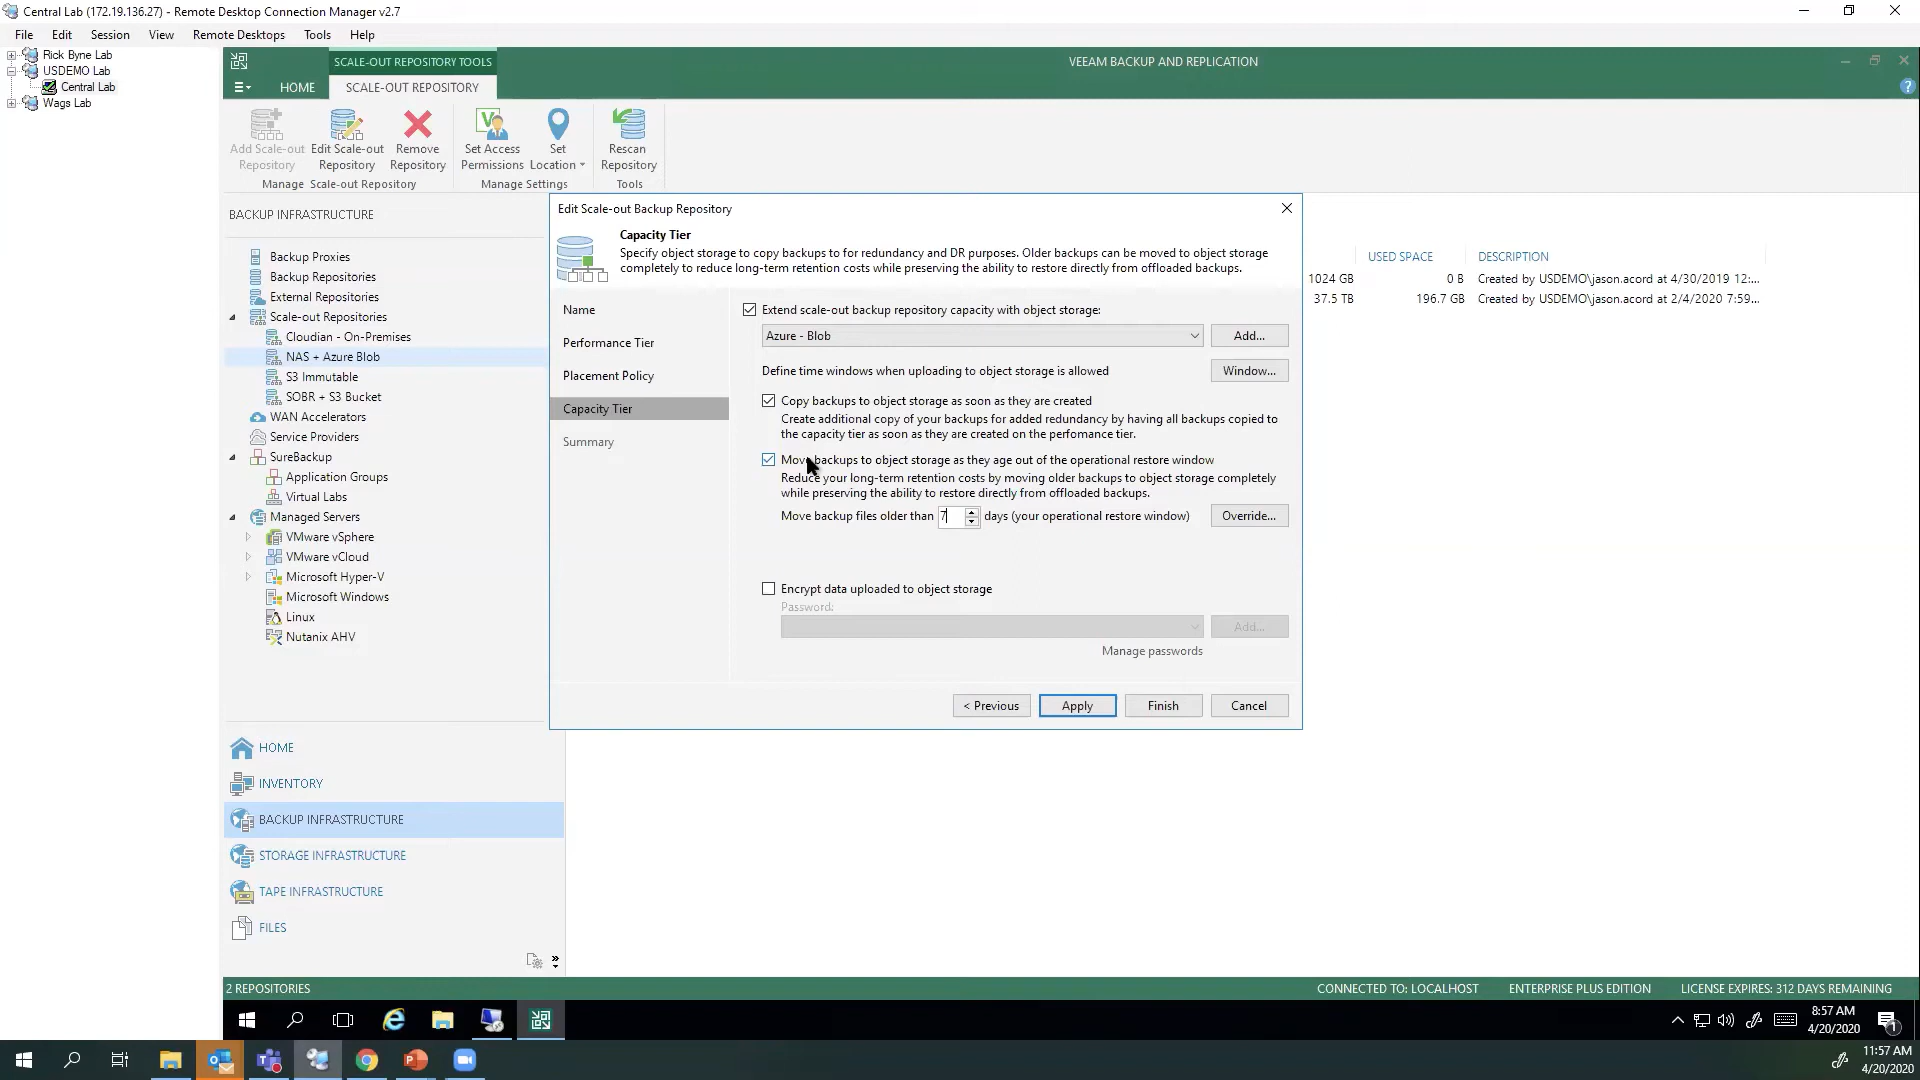 Central Lab (172.19.136.27) - Remote Desktop Connection Manager v2.7
File Edit Session View Remote Desktops Tools Help
Rick Byne Lab
USDEMO Lab
Central Lab
Wags Lab
SCALE-OUT REPOSITORY TOOLS
VEEAM BACKUP AND REPLICATION
HOME
SCALE-OUT REPOSITORY
Add Scale-out Repository
Edit Scale-out Repository
Remove Repository
Set Access Permissions
Set Location
Rescan Repository
Manage Scale-out Repository
Manage Settings
Tools
BACKUP INFRASTRUCTURE
Backup Proxies
Backup Repositories
External Repositories
Scale-out Repositories
Cloudian - On-Premises
NAS + Azure Blob
S3 Immutable
SOBR + S3 Bucket
WAN Accelerators
Service Providers
SureBackup
Application Groups
Virtual Labs
Managed Servers
VMware vSphere
VMware vCloud
Microsoft Hyper-V
Microsoft Windows
Linux
Nutanix AHV
HOME
INVENTORY
BACKUP INFRASTRUCTURE
STORAGE INFRASTRUCTURE
TAPE INFRASTRUCTURE
FILES
Edit Scale-out Backup Repository
Capacity Tier
Specify object storage to copy backups to for redundancy and DR purposes. Older backups can be moved to object storage
completely to reduce long-term retention costs while preserving the ability to restore directly from offloaded backups.
Name
Performance Tier
Placement Policy
Capacity Tier
Summary
Extend scale-out backup repository capacity with object storage:
Azure - Blob
Add...
Define time windows when uploading to object storage is allowed
Window...
Copy backups to object storage as soon as they are created
Create additional copy of your backups for added redundancy by having all backups copied to
the capacity tier as soon as they are created on the perfomance tier.
Move backups to object storage as they age out of the operational restore window
Reduce your long-term retention costs by moving older backups to object storage completely
while preserving the ability to restore directly from offloaded backups.
Move backup files older than 7 days (your operational restore window)
Override...
Encrypt data uploaded to object storage
Password:
Add...
Manage passwords
< Previous
Apply
Finish
Cancel
USED SPACE DESCRIPTION
1024 GB 0 B Created by USDEMO\jason.acord at 4/30/2019 12:...
37.5 TB 196.7 GB Created by USDEMO\jason.acord at 2/4/2020 7:59...
2 REPOSITORIES
CONNECTED TO: LOCALHOST
ENTERPRISE PLUS EDITION
LICENSE EXPIRES: 312 DAYS REMAINING
8:57 AM
4/20/2020
1
11:57 AM
4/20/2020